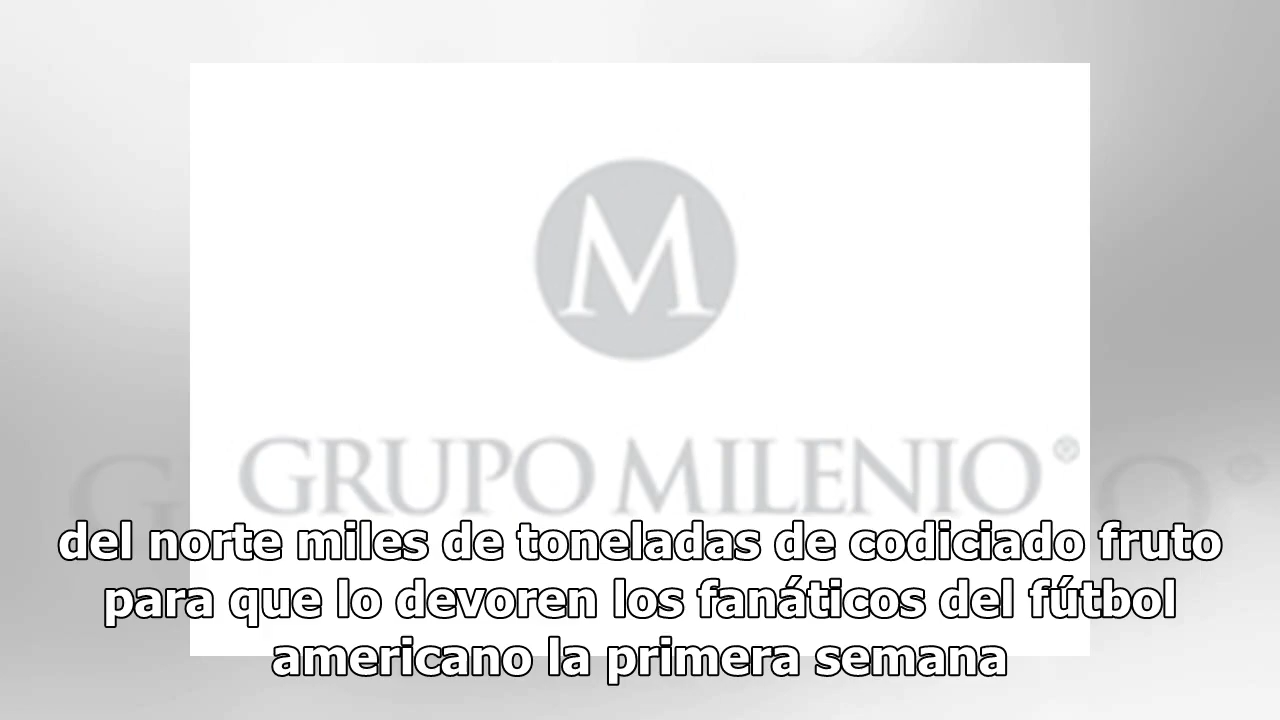 M
GRUPO MILENIO®
del norte miles de toneladas de codiciado fruto
para que lo devoren los fanáticos del fútbol
americano la primera semana